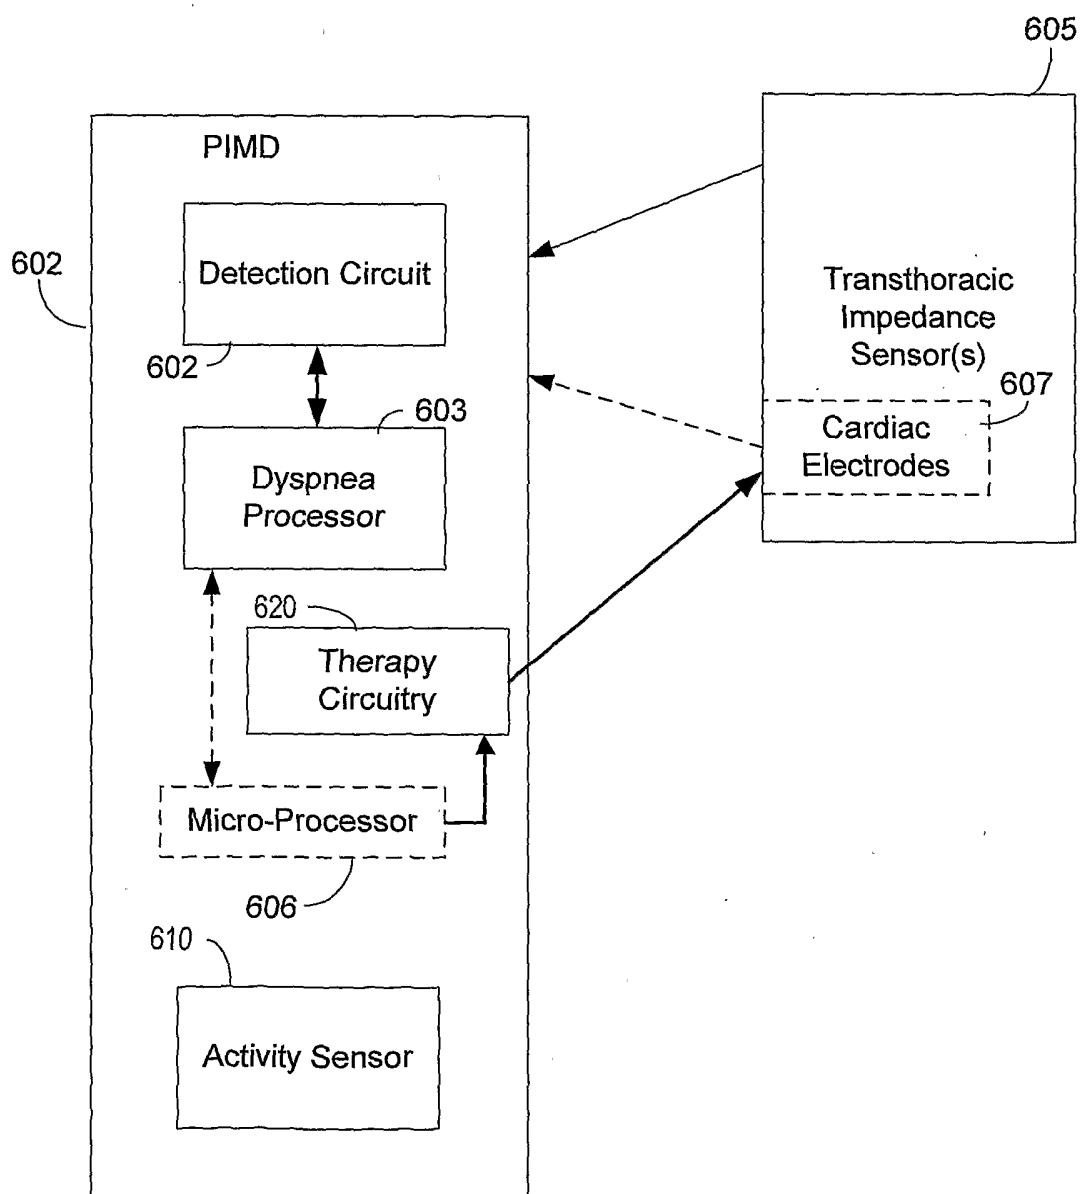 605
PIMD
602
Detection Circuit
602
603
Dyspnea
Processor
Transthoracic
Impedance
Sensor(s)
607
Cardiac
Electrodes
620
Therapy
Circuitry
Micro-Processor
606
610
Activity Sensor